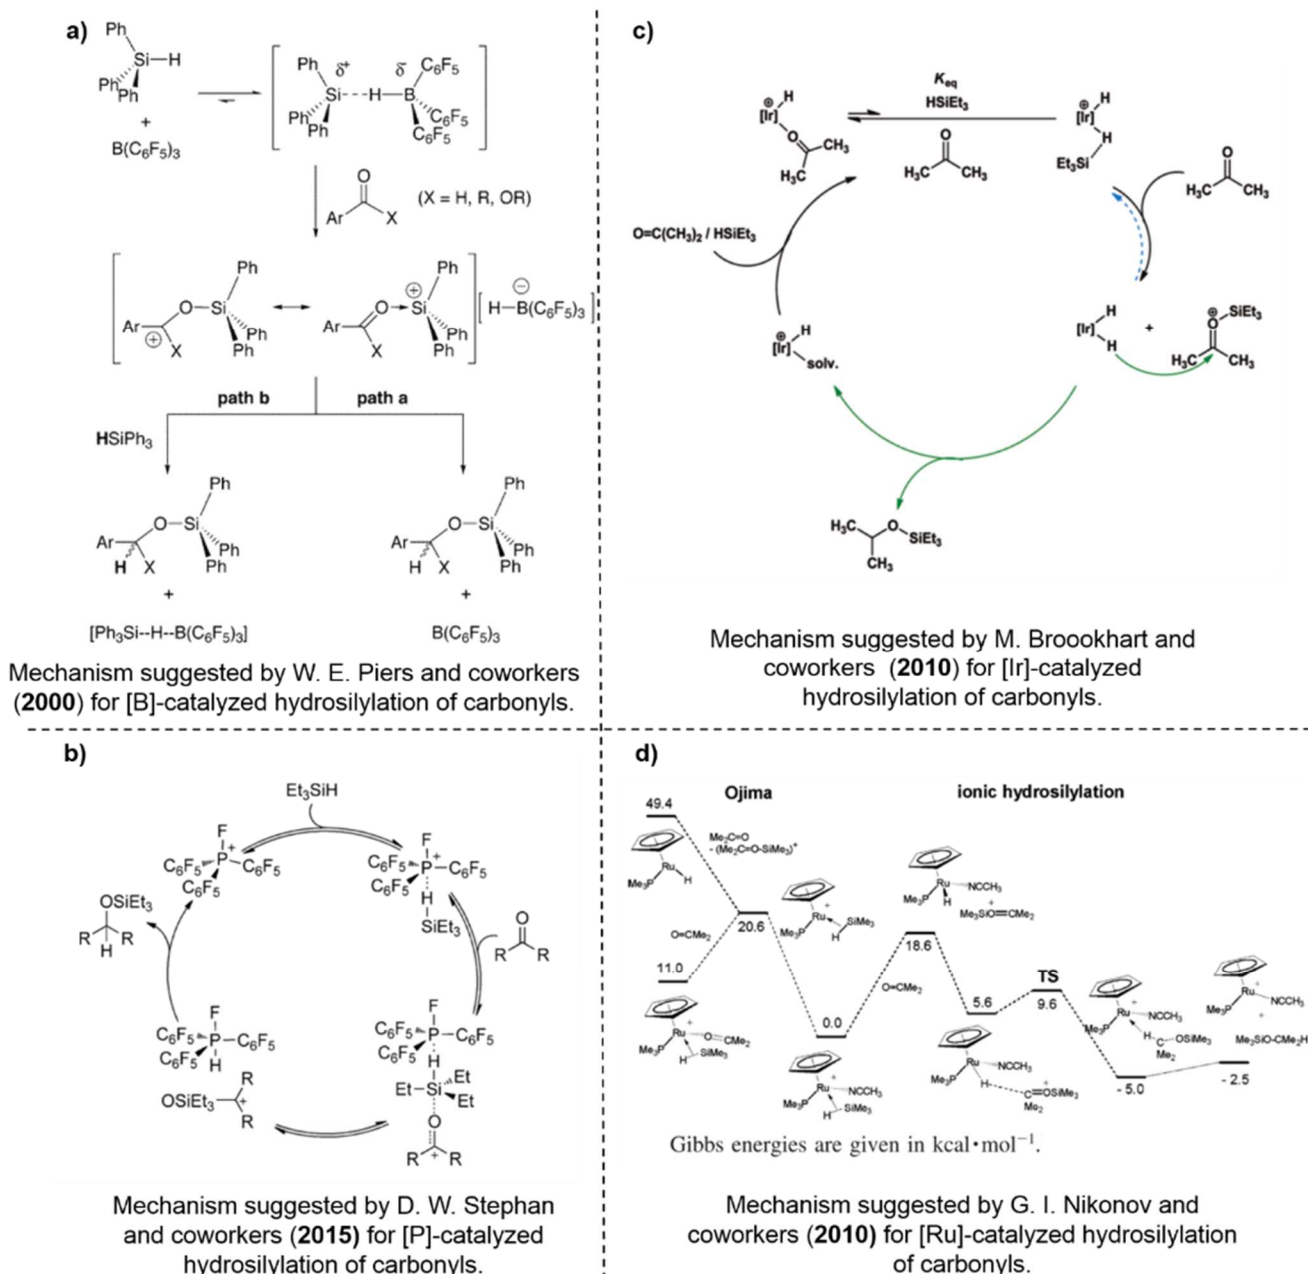 a)
Ph
Si—H
Ph
Ph
+
B(C6F5)3
Ph
δ+
δ-
C6F5
Si---H—B
Ph
Ph
C6F5
C6F5
O
Ar
X
(X = H, R, OR)
Ph
O—Si
Ar
⊕
X
Ph
Ph
Ph
⊕
O
Si
Ar
X
Ph
Ph
⊖
H—B(C6F5)3
path b
path a
HSiPh3
Ph
O—Si
Ar
H
X
Ph
Ph
+
[Ph3Si--H--B(C6F5)3]
Ph
O—Si
Ar
H
X
Ph
Ph
+
B(C6F5)3
Mechanism suggested by W. E. Piers and coworkers
(2000) for [B]-catalyzed hydrosilylation of carbonyls.
c)
⊕
H
[Ir]
O
CH3
H3C
Keq
HSiEt3
O
H3C
CH3
⊕
H
[Ir]
H
Et3Si
O
H3C
CH3
O=C(CH3)2 / HSiEt3
⊕
H
[Ir]
solv.
H
[Ir]
H
+
⊕
SiEt3
O
H3C
CH3
H3C
O
SiEt3
CH3
Mechanism suggested by M. Broookhart and
coworkers (2010) for [Ir]-catalyzed
hydrosilylation of carbonyls.
b)
Et3SiH
F
C6F5
P+
C6F5
C6F5
F
C6F5
P+
C6F5
C6F5
H
SiEt3
O
R
R
OSiEt3
R
R
H
F
C6F5
P
C6F5
C6F5
H
R
OSiEt3
+
R
F
C6F5
P+
C6F5
C6F5
H
Et
Et—Si
Et
O
R
+
R
Mechanism suggested by D. W. Stephan
and coworkers (2015) for [P]-catalyzed
hydrosilylation of carbonyls.
d)
Ojima
ionic hydrosilylation
49.4
Me2C=O
- (Me2C=O-SiMe3)+
Ru
Me3P
H
O=CMe2
20.6
+
Ru
Me3P
H
SiMe3
11.0
+
Ru
O=CMe2
Me3P
H
SiMe3
0.0
+
Ru
NCCH3
Me3P
H
SiMe3
O=CMe2
18.6
Ru
NCCH3
Me3P
H
+
Me3SiO=CMe2
5.6
Ru
NCCH3
Me3P
H
+
C=OSiMe3
Me2
TS
9.6
+
Ru
NCCH3
Me3P
H
C
OSiMe3
Me2
- 5.0
+
Ru
NCCH3
Me3P
+
Me3SiO-CMe2H
- 2.5
Gibbs energies are given in kcal•mol−1.
Mechanism suggested by G. I. Nikonov and
coworkers (2010) for [Ru]-catalyzed hydrosilylation
of carbonyls.